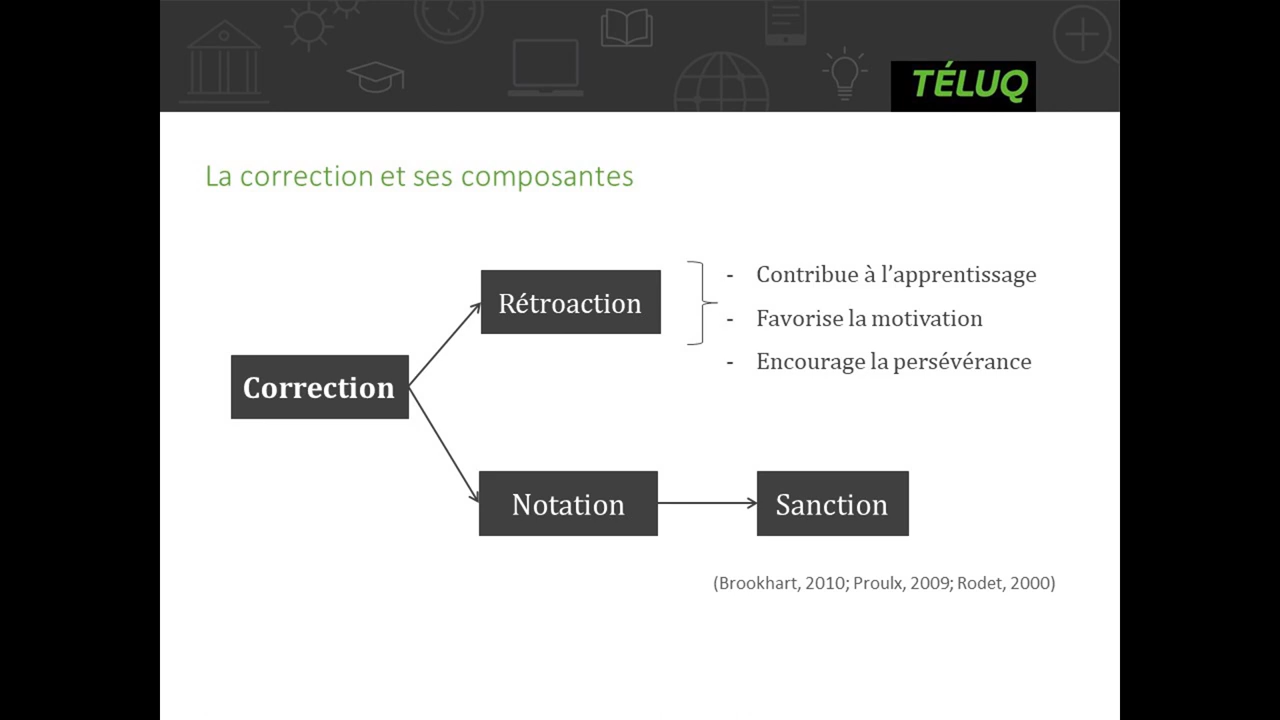 TÉLUQ
La correction et ses composantes
Correction
Rétroaction
- Contribue à l’apprentissage
- Favorise la motivation
- Encourage la persévérance
Notation
Sanction
(Brookhart, 2010; Proulx, 2009; Rodet, 2000)